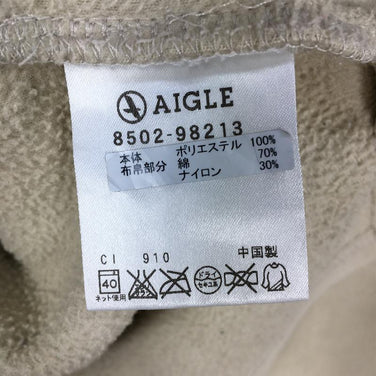 AIGLE
8502-98213
本体 ポリエステル 100%
布帛部分 綿 70%
ナイロン 30%
CI 910 中国製
40 ドライ セキユ系
ネット使用